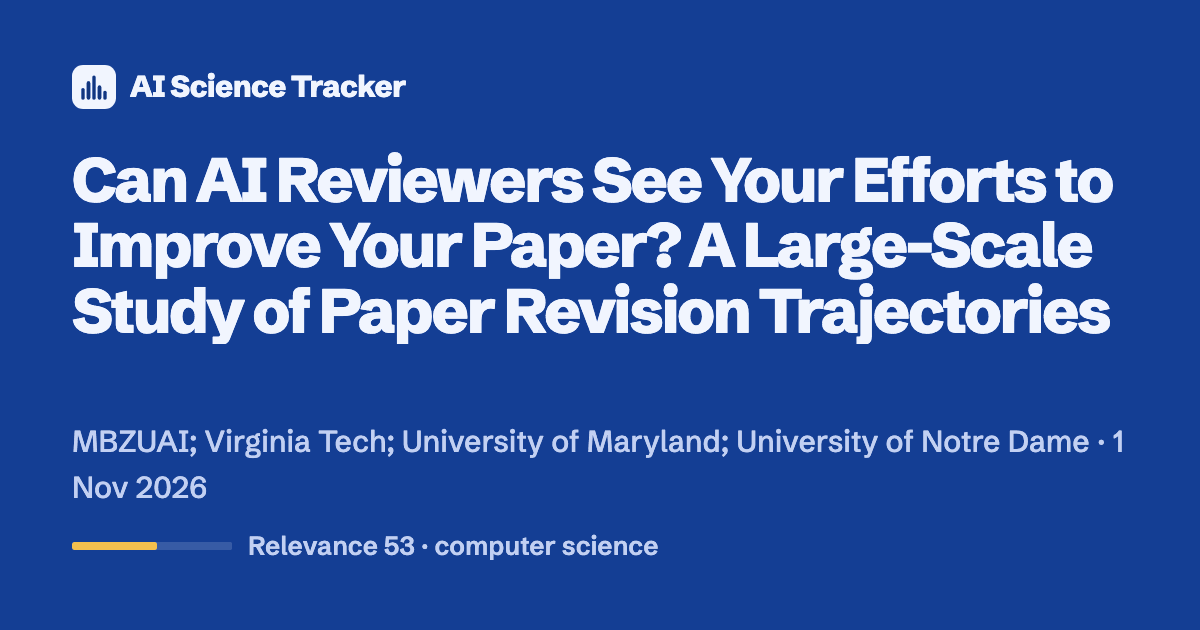 AI Science Tracker
Can AI Reviewers See Your Efforts to
Improve Your Paper? A Large-Scale
Study of Paper Revision Trajectories
MBZUAI; Virginia Tech; University of Maryland; University of Notre Dame · 1
Nov 2026
Relevance 53 · computer science